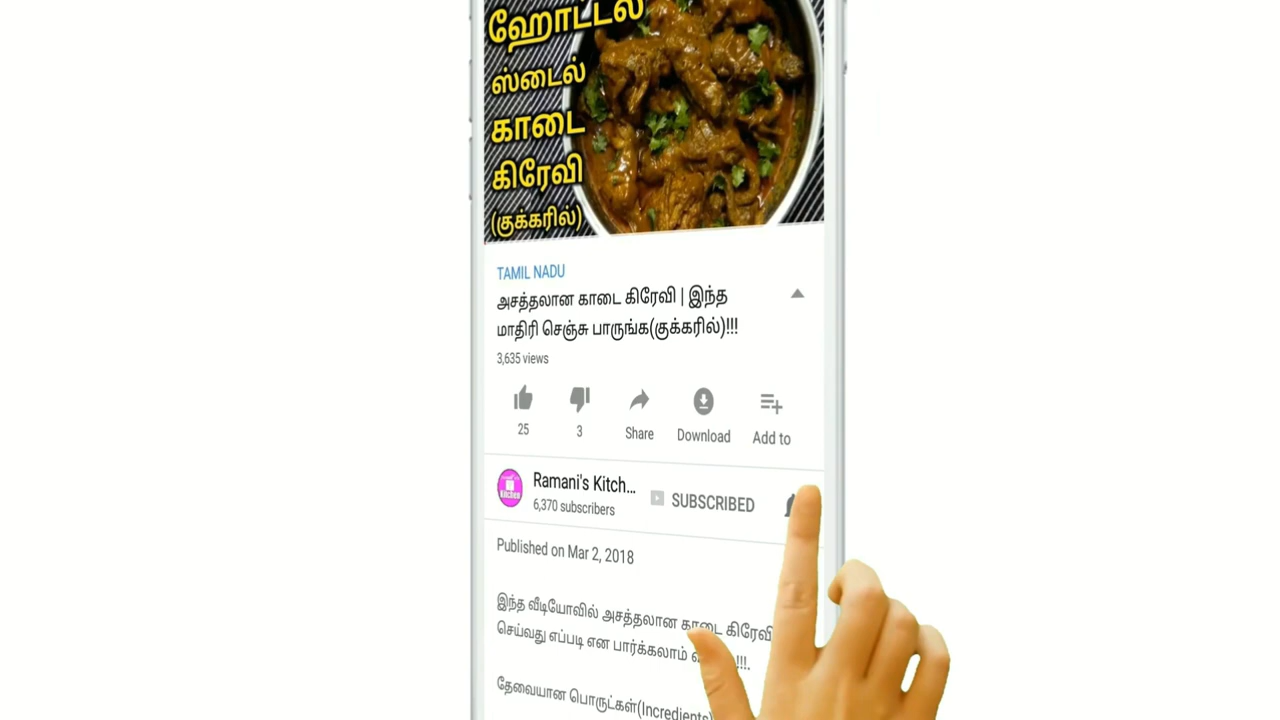 ஹோட்டல்
ஸ்டைல்
காடை
கிரேவி
(குக்கரில்)
TAMIL NADU
அசத்தலான காடை கிரேவி | இந்த
மாதிரி செஞ்சு பாருங்க(குக்கரில்)!!!
3,635 views
25
3
Share
Download
Add to
Ramani's Kitch...
6,370 subscribers
SUBSCRIBED
Published on Mar 2, 2018
இந்த வீடியோவில் அசத்தலான காடை கிரேவி
செய்வது எப்படி என பார்க்கலாம் !!!.
தேவையான பொருட்கள்(Incredients)